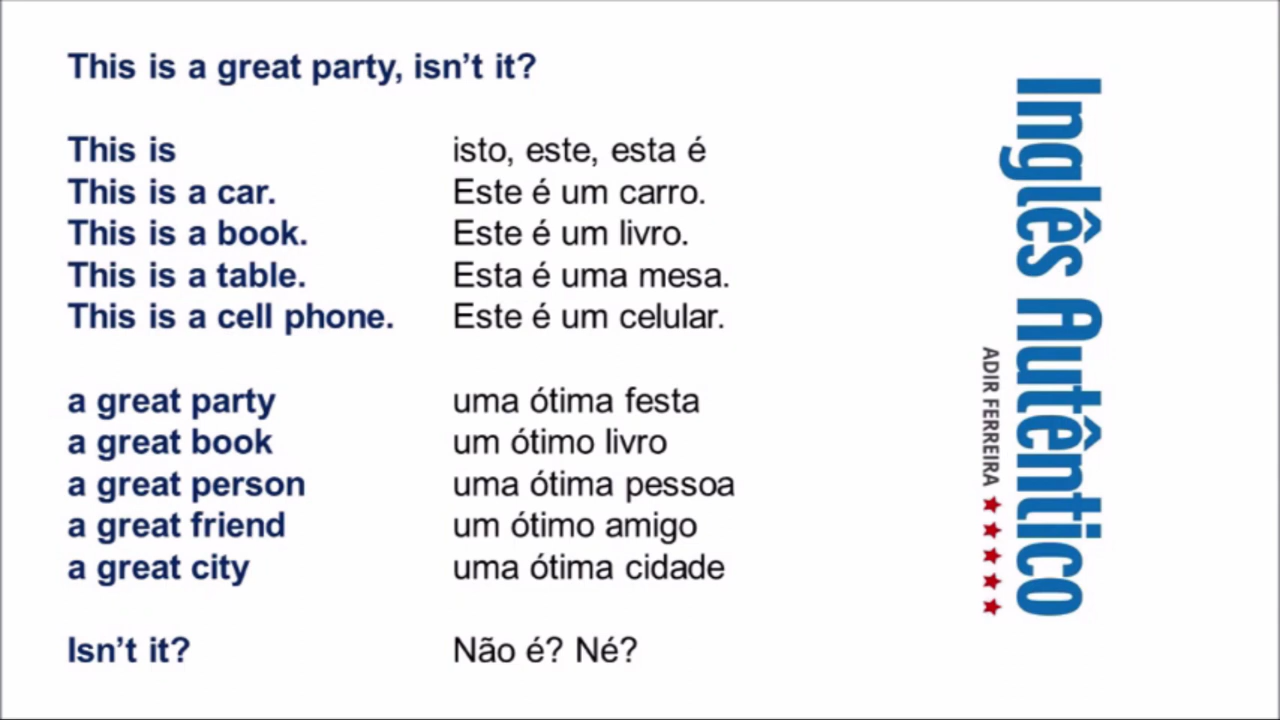 This is a great party, isn’t it?
This is isto, este, esta é
This is a car. Este é um carro.
This is a book. Este é um livro.
This is a table. Esta é uma mesa.
This is a cell phone. Este é um celular.
a great party uma ótima festa
a great book um ótimo livro
a great person uma ótima pessoa
a great friend um ótimo amigo
a great city uma ótima cidade
Isn’t it? Não é? Né?
Inglês Autêntico
ADIR FERREIRA